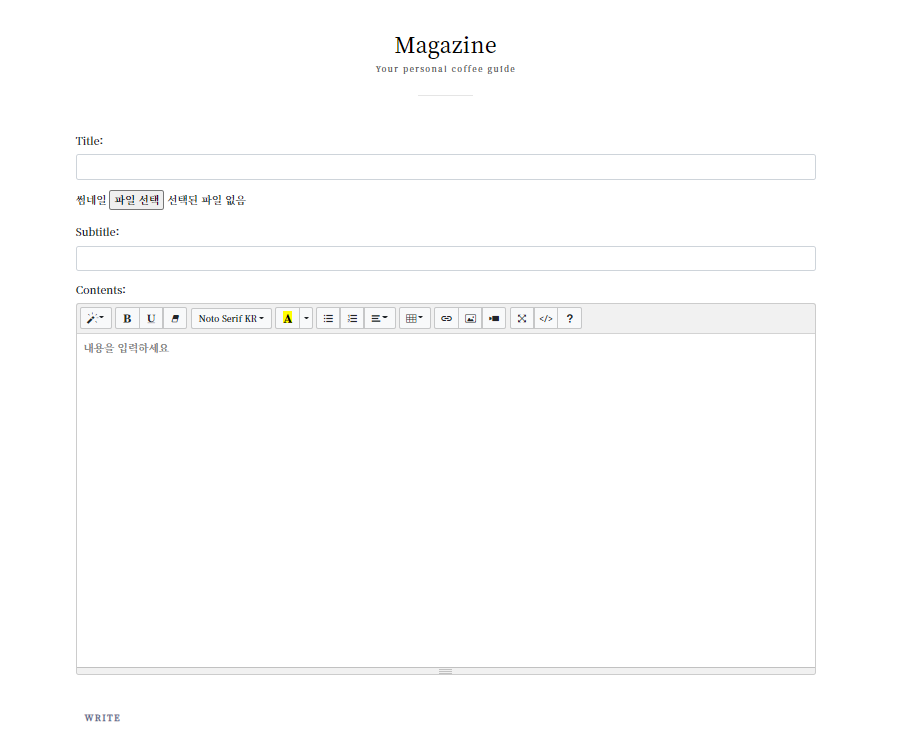 Magazine
Your personal coffee guide
Title:
썸네일 파일 선택 선택된 파일 없음
Subtitle:
Contents:
B U Noto Serif KR A </> ?
내용을 입력하세요
WRITE